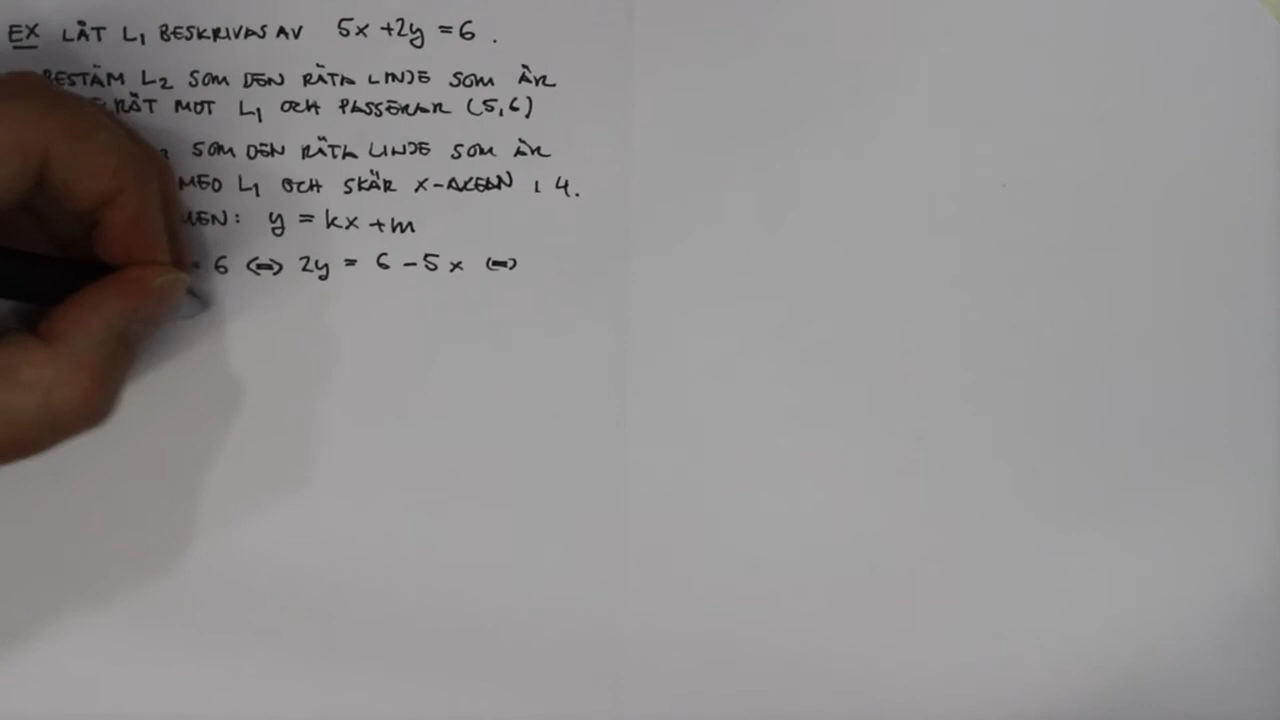 EX LÅT L₁ BESKRIVAS AV 5x + 2y = 6 .
BESTÄM L₂ SOM DEN RÄTA LINJE SOM ÄR
RÄT MOT L₁ OCH PASSERAR (5,6)
SOM DEN RÄTA LINJE SOM ÄR
MED L₁ OCH SKÄR X-AXELN I 4.
: y = kx + m
= 6 ⇔ 2y = 6 - 5x ⇔